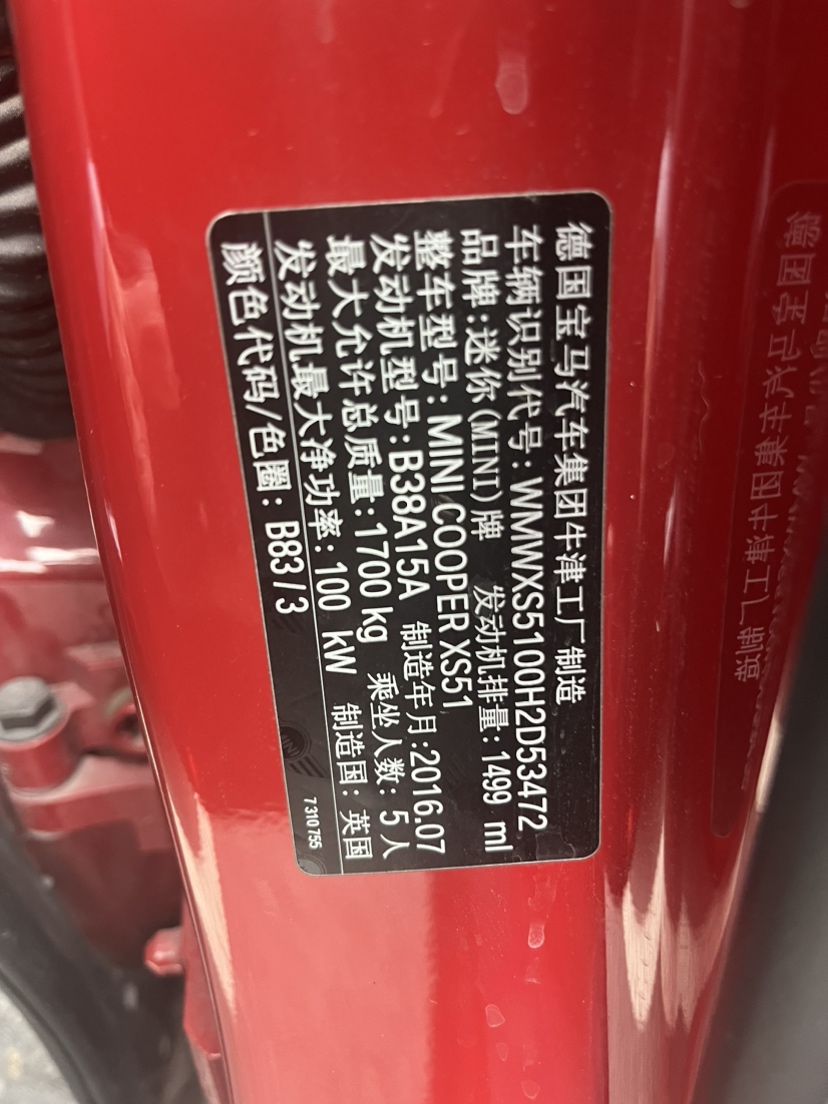 德国宝马汽车集团牛津工厂制造
车辆识别代号: WMWXS5100H2D53472
品牌:迷你(MINI)牌 发动机排量: 1499 ml
整车型号: MINI COOPER XS51
发动机型号: B38A15A 制造年月:2016.07
最大允许总质量: 1700 kg 乘坐人数: 5人
发动机最大净功率: 100 kW 制造国: 英国
颜色代码/色圈: B83/3
7 310 755